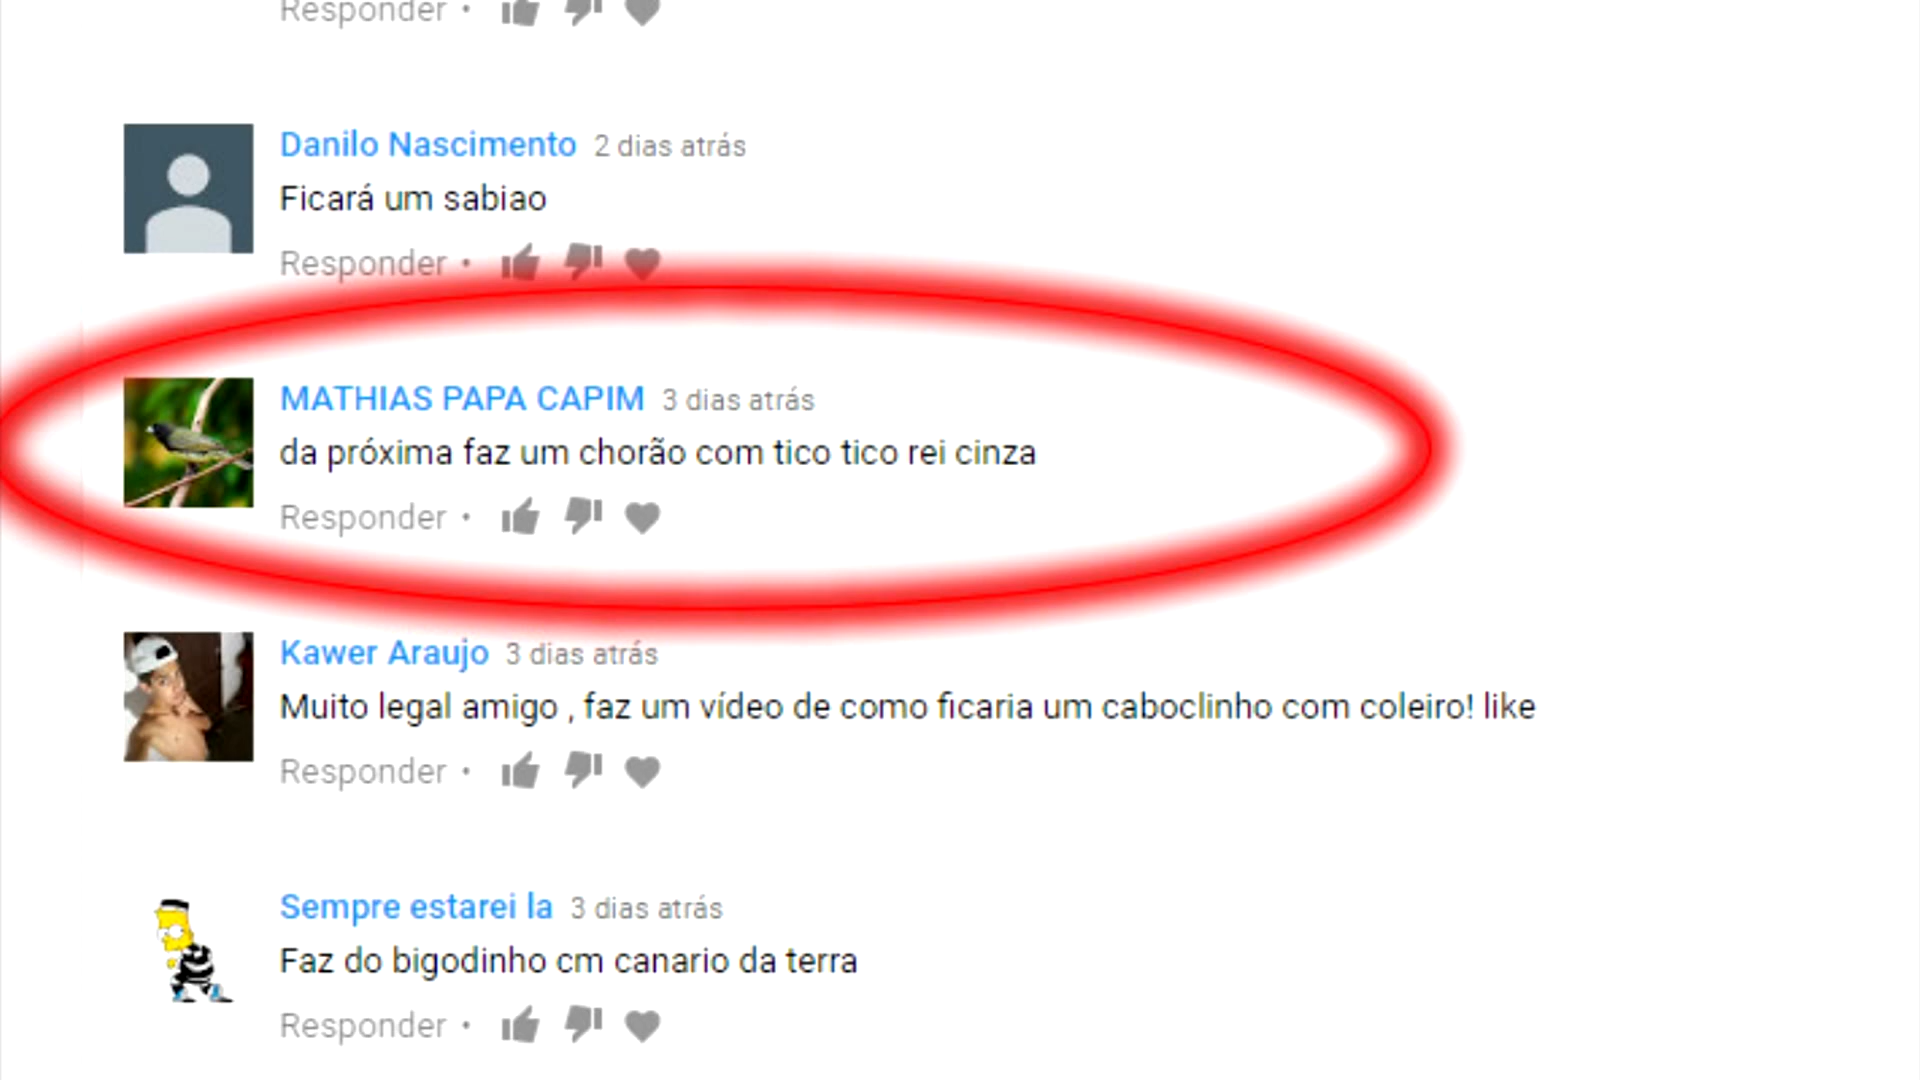 Responder •
Danilo Nascimento 2 dias atrás
Ficará um sabiao
Responder •
MATHIAS PAPA CAPIM 3 dias atrás
da próxima faz um chorão com tico tico rei cinza
Responder •
Kawer Araujo 3 dias atrás
Muito legal amigo , faz um vídeo de como ficaria um caboclinho com coleiro! like
Responder •
Sempre estarei la 3 dias atrás
Faz do bigodinho cm canario da terra
Responder •